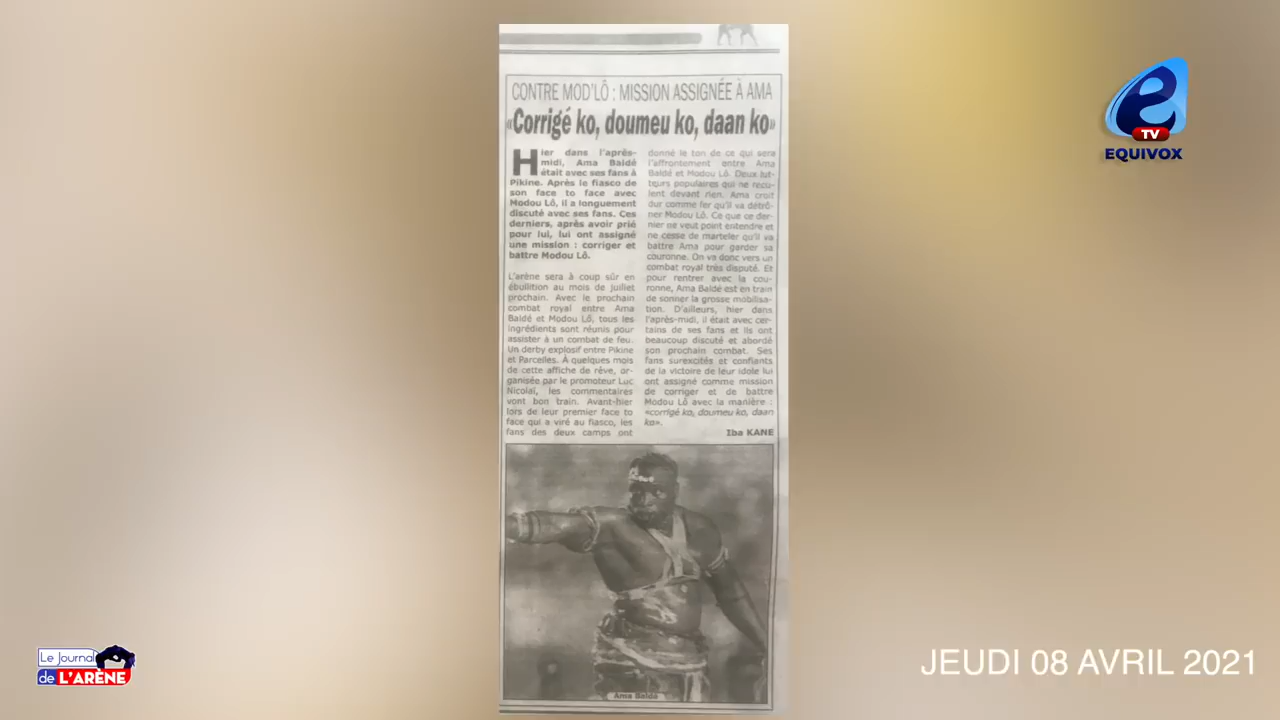 CONTRE MOD'LÔ : MISSION ASSIGNÉE À AMA
«Corrigé ko, doumeu ko, daan ko»
Hier dans l'après-
midi, Ama Baldé
était avec ses fans à
Pikine. Après le fiasco de
son face to face avec
Modou Lô, il a longuement
discuté avec ses fans. Ces
derniers, après avoir prié
pour lui, lui ont assigné
une mission : corriger et
battre Modou Lô.
L'arène sera à coup sûr en
ébullition au mois de juillet
prochain. Avec le prochain
combat royal entre Ama
Baldé et Modou Lô, tous les
ingrédients sont réunis pour
assister à un combat de feu.
Un derby explosif entre Pikine
et Parcelles. À quelques mois
de cette affiche de rêve, or-
ganisée par le promoteur Luc
Nicolaï, les commentaires
vont bon train. Avant-hier
lors de leur premier face to
face qui a viré au fiasco, les
fans des deux camps ont
donné le ton de ce qui sera
l'affrontement entre Ama
Baldé et Modou Lô. Deux lut-
teurs populaires qui ne recu-
lent devant rien. Ama croit
dur comme fer qu'il va détrô-
ner Modou Lô. Ce que ce der-
nier ne veut point entendre et
ne cesse de marteler qu'il va
battre Ama pour garder sa
couronne. On va donc vers un
combat royal très disputé. Et
pour rentrer avec la cou-
ronne, Ama Baldé est en train
de sonner la grosse mobilisa-
tion. D'ailleurs, hier dans
l'après-midi, il était avec cer-
tains de ses fans et ils ont
beaucoup discuté et abordé
son prochain combat. Ses
fans surexcités et confiants
de la victoire de leur idole lui
ont assigné comme mission
de corriger et de battre
Modou Lô avec la manière :
«corrigé ko, doumeu ko, daan
ko».
Iba KANE
Ama Baldé
e
TV
EQUIVOX
Le Journal
de L'ARÈNE
JEUDI 08 AVRIL 2021